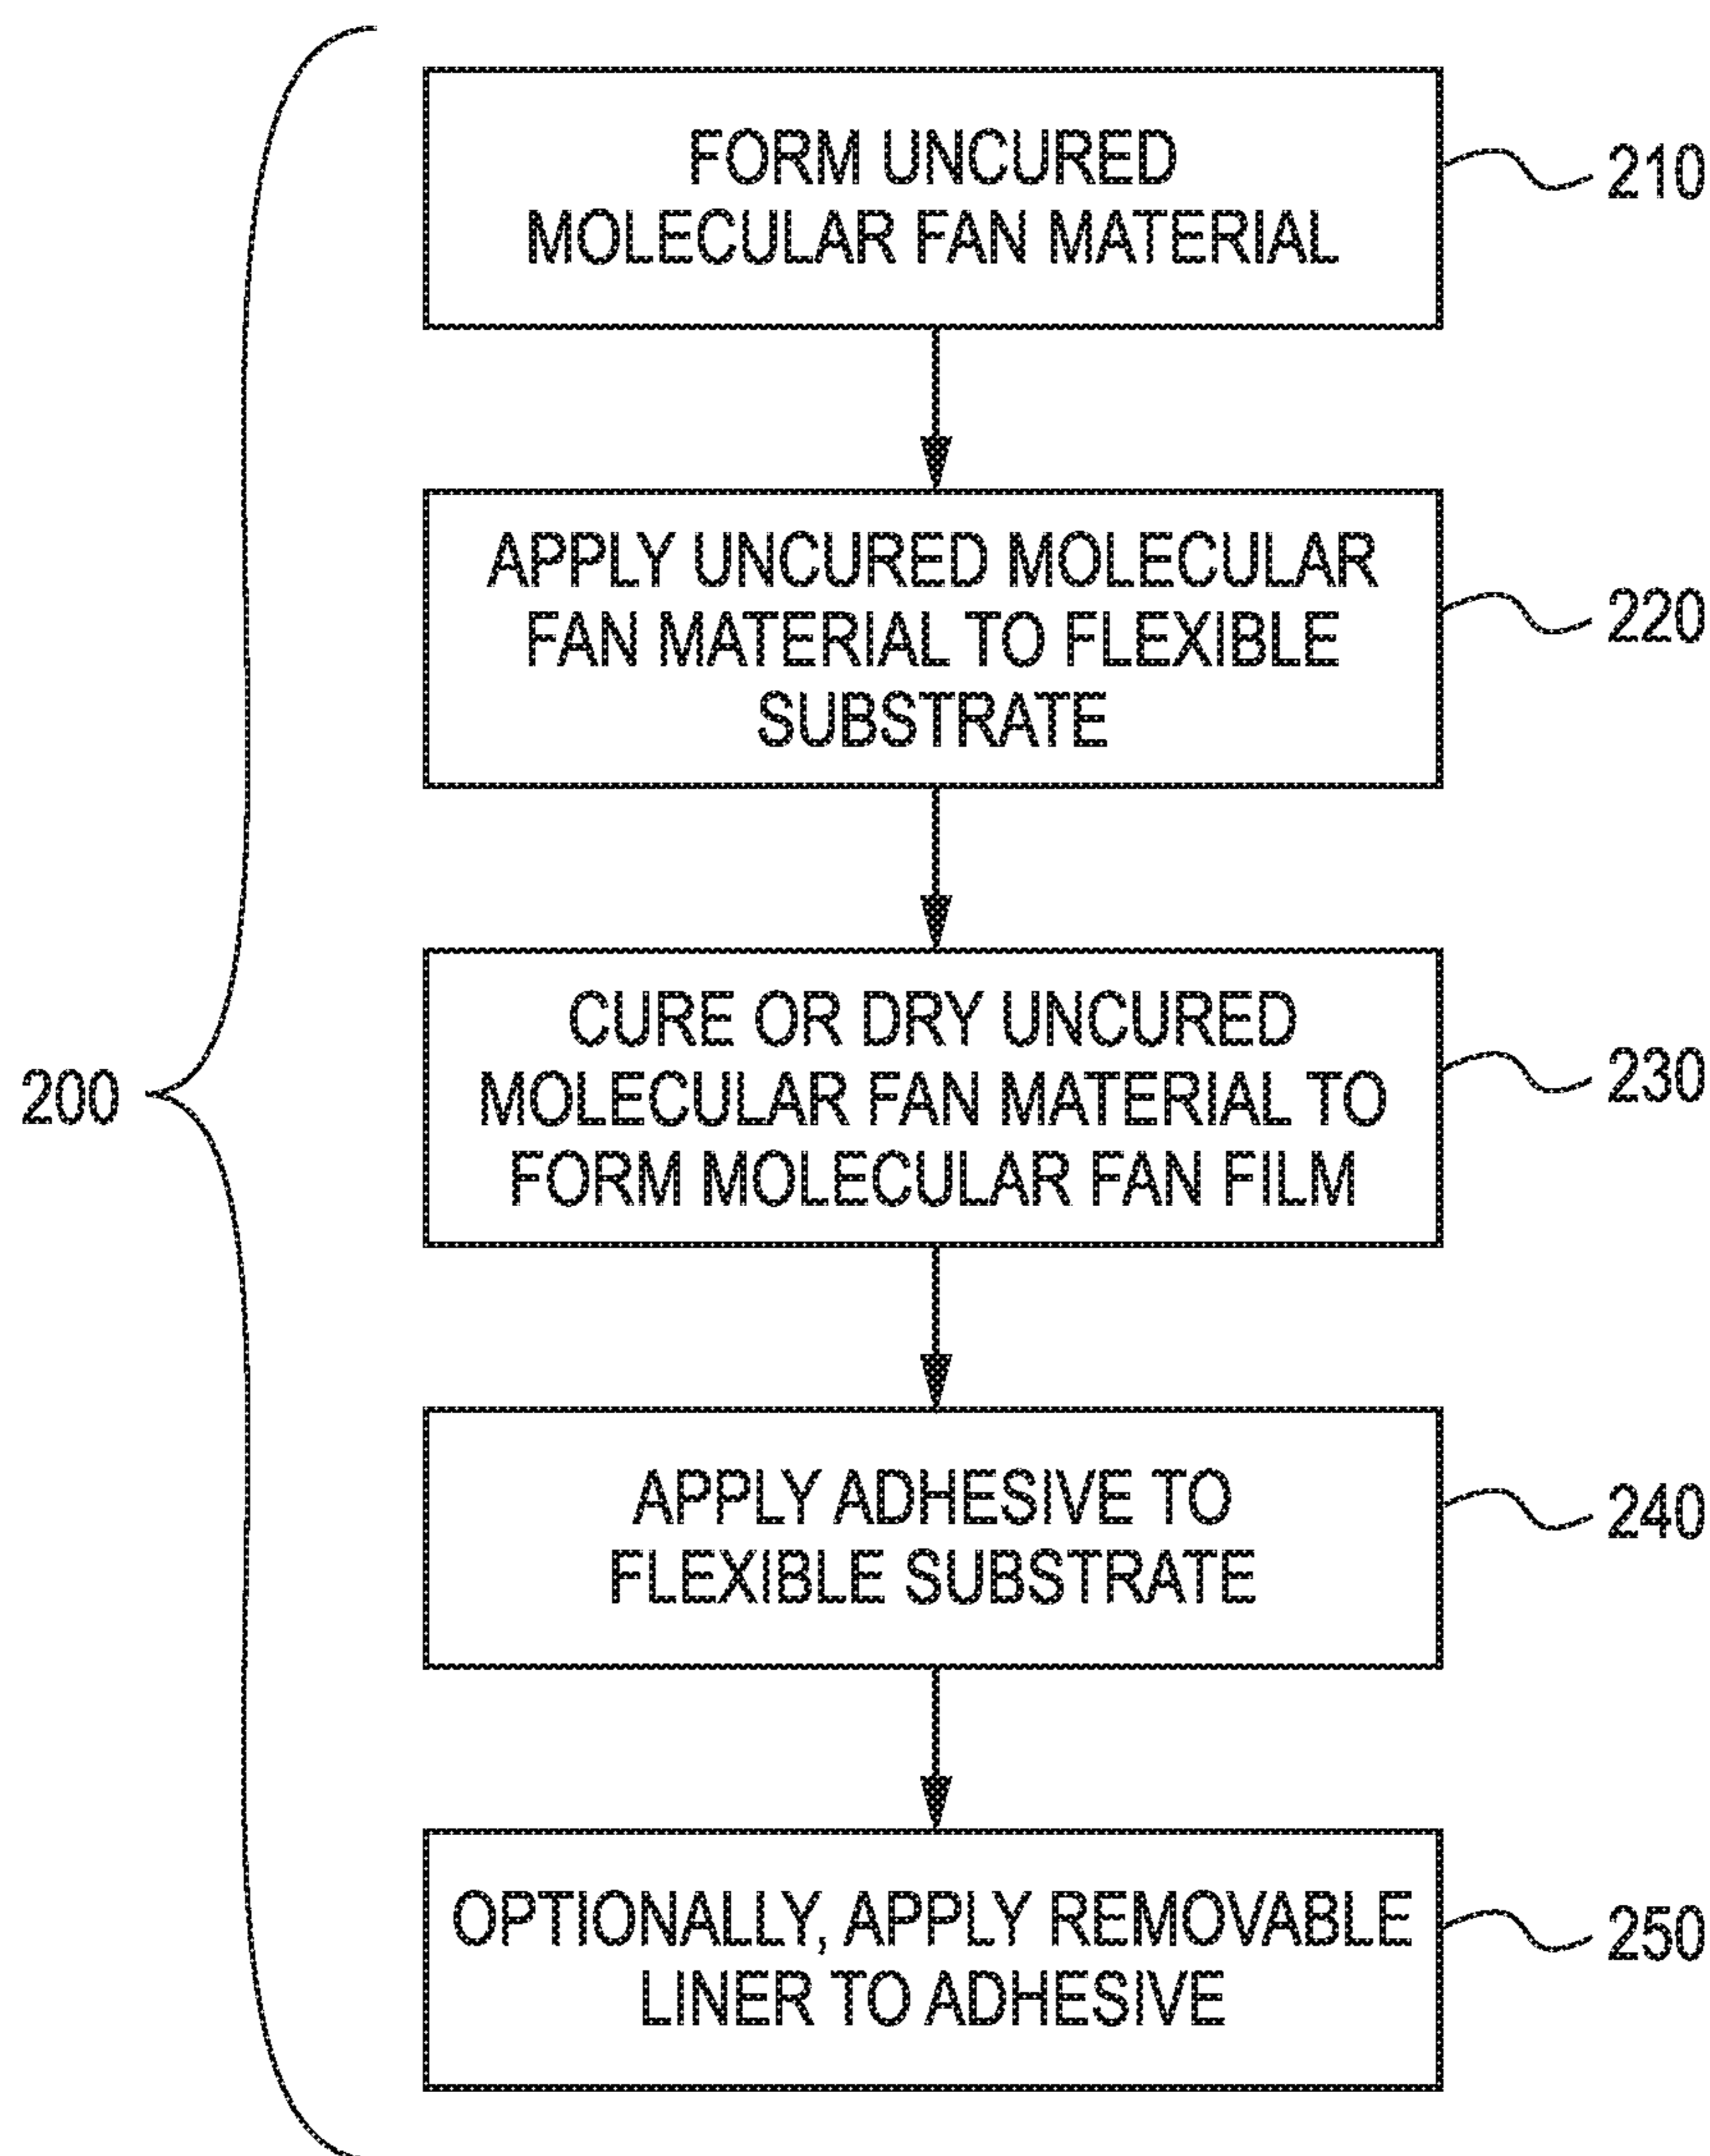 FORM UNCURED
MOLECULAR FAN MATERIAL
210
APPLY UNCURED MOLECULAR
FAN MATERIAL TO FLEXIBLE
SUBSTRATE
220
CURE OR DRY UNCURED
MOLECULAR FAN MATERIAL TO
FORM MOLECULAR FAN FILM
230
200
APPLY ADHESIVE TO
FLEXIBLE SUBSTRATE
240
OPTIONALLY, APPLY REMOVABLE
LINER TO ADHESIVE
250